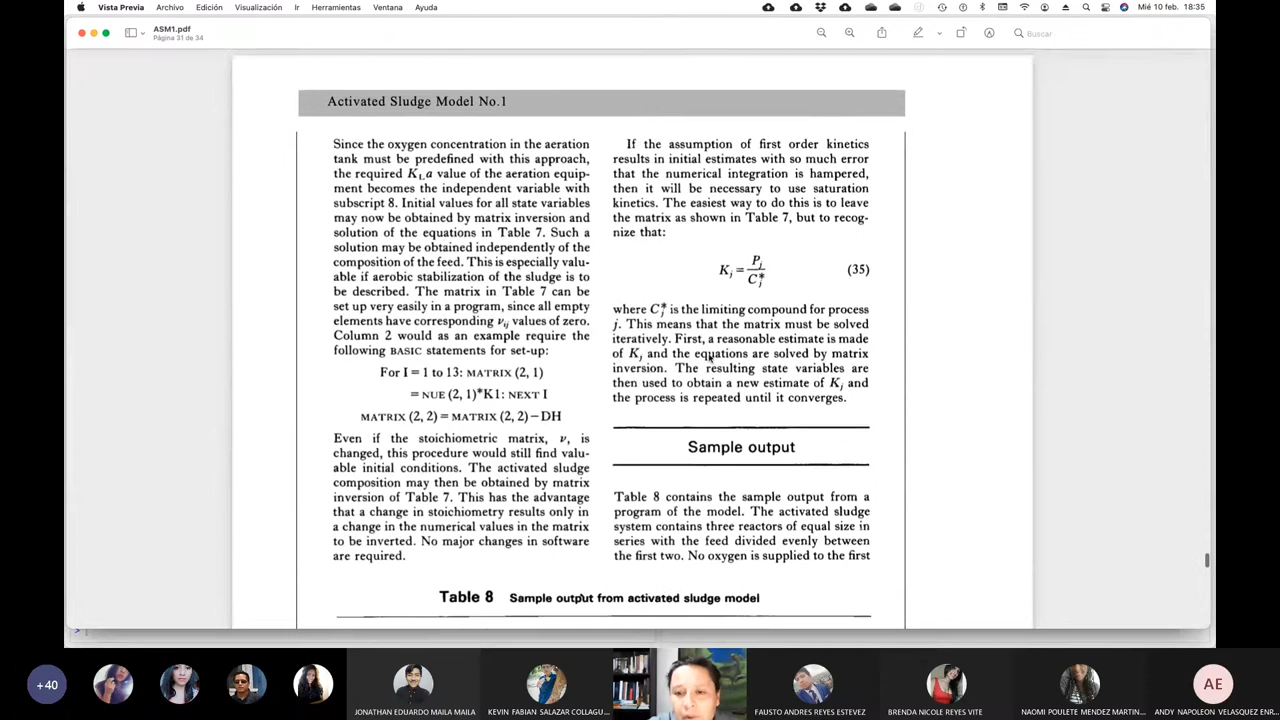 Vista Previa Archivo Edición Visualización Ir Herramientas Ventana Ayuda
Mié 10 feb. 18:35
ASM1.pdf
Página 31 de 34
Buscar
Activated Sludge Model No.1
Since the oxygen concentration in the aeration
tank must be predefined with this approach,
the required KLa value of the aeration equip-
ment becomes the independent variable with
subscript 8. Initial values for all state variables
may now be obtained by matrix inversion and
solution of the equations in Table 7. Such a
solution may be obtained independently of the
composition of the feed. This is especially valu-
able if aerobic stabilization of the sludge is to
be described. The matrix in Table 7 can be
set up very easily in a program, since all empty
elements have corresponding νij values of zero.
Column 2 would as an example require the
following BASIC statements for set-up:
For I = 1 to 13: MATRIX (2, 1)
= NUE (2, 1)*K1: NEXT I
MATRIX (2, 2) = MATRIX (2, 2) – DH
Even if the stoichiometric matrix, ν, is
changed, this procedure would still find valu-
able initial conditions. The activated sludge
composition may then be obtained by matrix
inversion of Table 7. This has the advantage
that a change in stoichiometry results only in
a change in the numerical values in the matrix
to be inverted. No major changes in software
are required.
If the assumption of first order kinetics
results in initial estimates with so much error
that the numerical integration is hampered,
then it will be necessary to use saturation
kinetics. The easiest way to do this is to leave
the matrix as shown in Table 7, but to recog-
nize that:
Kj = Pj / Cj* (35)
where Cj* is the limiting compound for process
j. This means that the matrix must be solved
iteratively. First, a reasonable estimate is made
of Kj and the equations are solved by matrix
inversion. The resulting state variables are
then used to obtain a new estimate of Kj and
the process is repeated until it converges.
Sample output
Table 8 contains the sample output from a
program of the model. The activated sludge
system contains three reactors of equal size in
series with the feed divided evenly between
the first two. No oxygen is supplied to the first
Table 8 Sample output from activated sludge model
>
+40
JONATHAN EDUARDO MAILA MAILA
KEVIN FABIAN SALAZAR COLLAGU...
FAUSTO ANDRES REYES ESTEVEZ
BRENDA NICOLE REYES VITE
NAOMI POULETE MENDEZ MARTIN...
AE
ANDY NAPOLEON VELASQUEZ ENR...